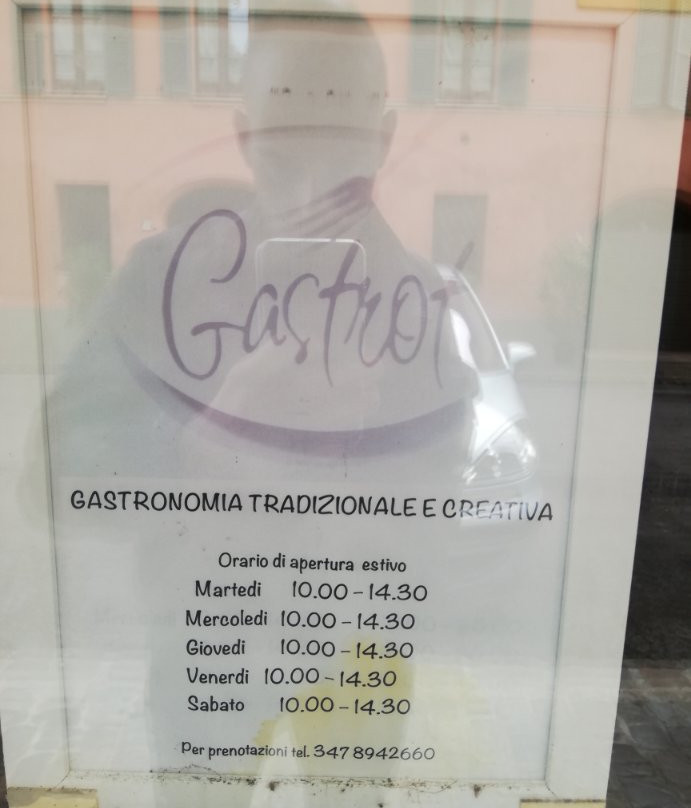 Gastrot
GASTRONOMIA TRADIZIONALE E CREATIVA
Orario di apertura estivo
Martedi 10.00-14.30
Mercoledi 10.00-14.30
Giovedi 10.00-14.30
Venerdi 10.00-14.30
Sabato 10.00-14.30
Per prenotazioni tel. 347 8942660